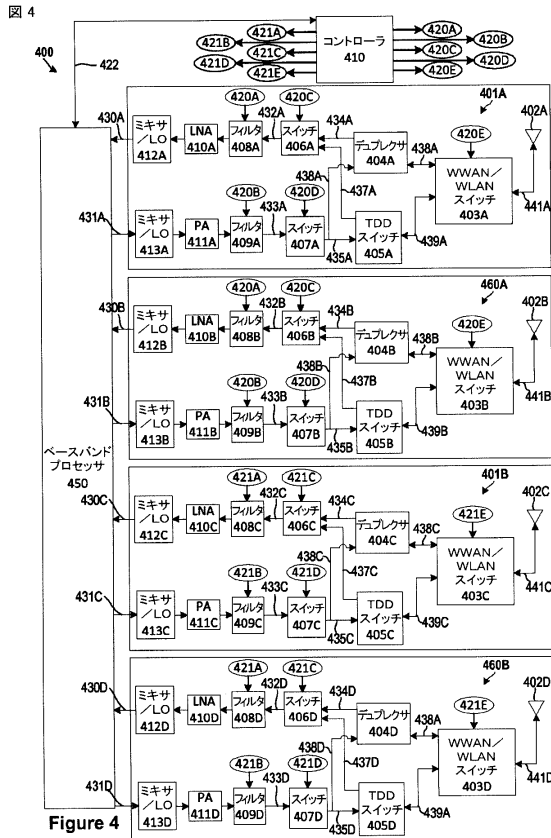 図 4
400
422
コントローラ
410
421A
421B
421C
421D
421E
420A
420B
420C
420D
420E
ベースバンド
プロセッサ
450
401A
430A
ミキサ
/LO
412A
LNA
410A
420A
フィルタ
408A
432A
420C
スイッチ
406A
434A
デュプレクサ
404A
438A
420E
WWAN/
WLAN
スイッチ
403A
402A
441A
431A
ミキサ
/LO
413A
PA
411A
420B
フィルタ
409A
433A
420D
スイッチ
407A
438A
437A
435A
TDD
スイッチ
405A
439A
460A
430B
ミキサ
/LO
412B
LNA
410B
420A
フィルタ
408B
432B
420C
スイッチ
406B
434B
デュプレクサ
404B
438B
420E
WWAN/
WLAN
スイッチ
403B
402B
441B
431B
ミキサ
/LO
413B
PA
411B
420B
フィルタ
409B
433B
420D
スイッチ
407B
438B
437B
435B
TDD
スイッチ
405B
439B
401B
430C
ミキサ
/LO
412C
LNA
410C
421A
フィルタ
408C
432C
421C
スイッチ
406C
434C
デュプレクサ
404C
438C
421E
WWAN/
WLAN
スイッチ
403C
402C
441C
431C
ミキサ
/LO
413C
PA
411C
421B
フィルタ
409C
433C
421D
スイッチ
407C
438C
437C
435C
TDD
スイッチ
405C
439C
460B
430D
ミキサ
/LO
412D
LNA
410D
421A
フィルタ
408D
432D
421C
スイッチ
406D
434D
デュプレクサ
404D
438A
421E
WWAN/
WLAN
スイッチ
403D
402D
441D
431D
ミキサ
/LO
413D
PA
411D
421B
フィルタ
409D
433D
421D
スイッチ
407D
438D
437D
435D
TDD
スイッチ
405D
439A
Figure 4